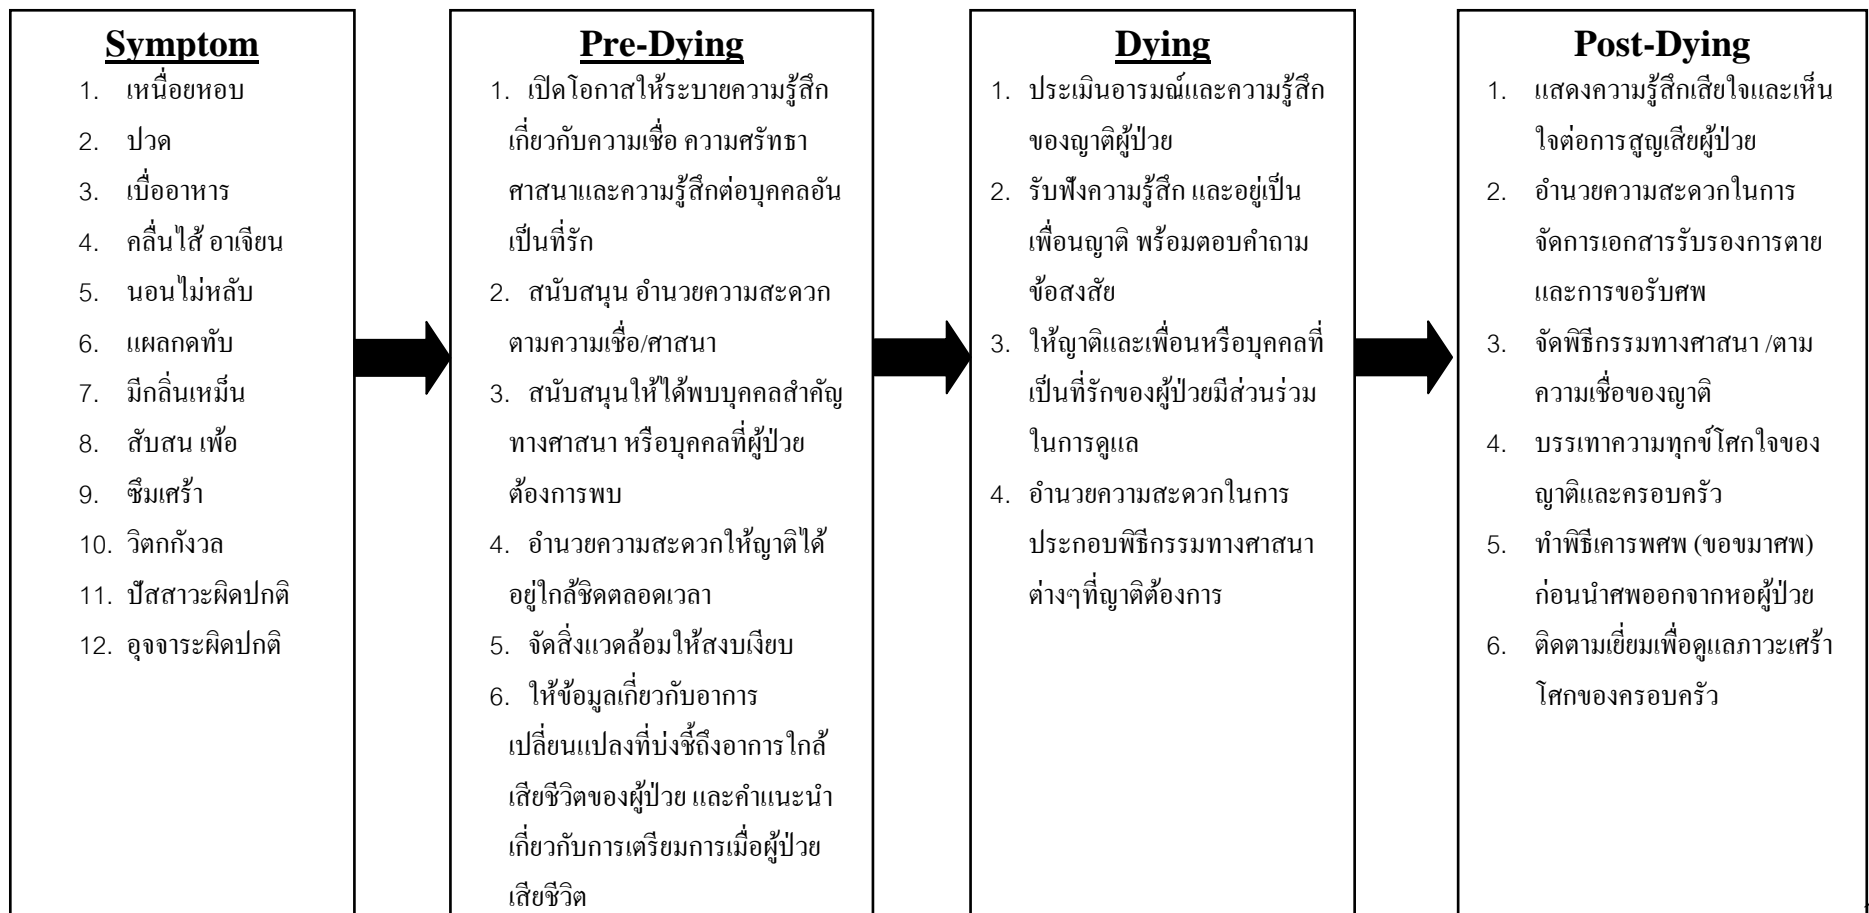 Symptom
1. เหนื่อยหอบ
2. ปวด
3. เบื่ออาหาร
4. คลื่นไส้ อาเจียน
5. นอนไม่หลับ
6. แผลกดทับ
7. มีกลิ่นเหม็น
8. สับสน เพ้อ
9. ซึมเศร้า
10. วิตกกังวล
11. ปัสสาวะผิดปกติ
12. อุจจาระผิดปกติ
Pre-Dying
1. เปิดโอกาสให้ระบายความรู้สึก
เกี่ยวกับความเชื่อ ความศรัทธา
ศาสนาและความรู้สึกต่อบุคคลอัน
เป็นที่รัก
2. สนับสนุน อำนวยความสะดวก
ตามความเชื่อ/ศาสนา
3. สนับสนุนให้ได้พบบุคคลสำคัญ
ทางศาสนา หรือบุคคลที่ผู้ป่วย
ต้องการพบ
4. อำนวยความสะดวกให้ญาติได้
อยู่ใกล้ชิดตลอดเวลา
5. จัดสิ่งแวดล้อมให้สงบเงียบ
6. ให้ข้อมูลเกี่ยวกับอาการ
เปลี่ยนแปลงที่บ่งชี้ถึงอาการใกล้
เสียชีวิตของผู้ป่วย และคำแนะนำ
เกี่ยวกับการเตรียมการเมื่อผู้ป่วย
เสียชีวิต
Dying
1. ประเมินอารมณ์และความรู้สึก
ของญาติผู้ป่วย
2. รับฟังความรู้สึก และอยู่เป็น
เพื่อนญาติ พร้อมตอบคำถาม
ข้อสงสัย
3. ให้ญาติและเพื่อนหรือบุคคลที่
เป็นที่รักของผู้ป่วยมีส่วนร่วม
ในการดูแล
4. อำนวยความสะดวกในการ
ประกอบพิธีกรรมทางศาสนา
ต่างๆที่ญาติต้องการ
Post-Dying
1. แสดงความรู้สึกเสียใจและเห็น
ใจต่อการสูญเสียผู้ป่วย
2. อำนวยความสะดวกในการ
จัดการเอกสารรับรองการตาย
และการขอรับศพ
3. จัดพิธีกรรมทางศาสนา /ตาม
ความเชื่อของญาติ
4. บรรเทาความทุกข์โศกใจของ
ญาติและครอบครัว
5. ทำพิธีเคารพศพ (ขอขมาศพ)
ก่อนนำศพออกจากหอผู้ป่วย
6. ติดตามเยี่ยมเพื่อดูแลภาวะเศร้า
โศกของครอบครัว